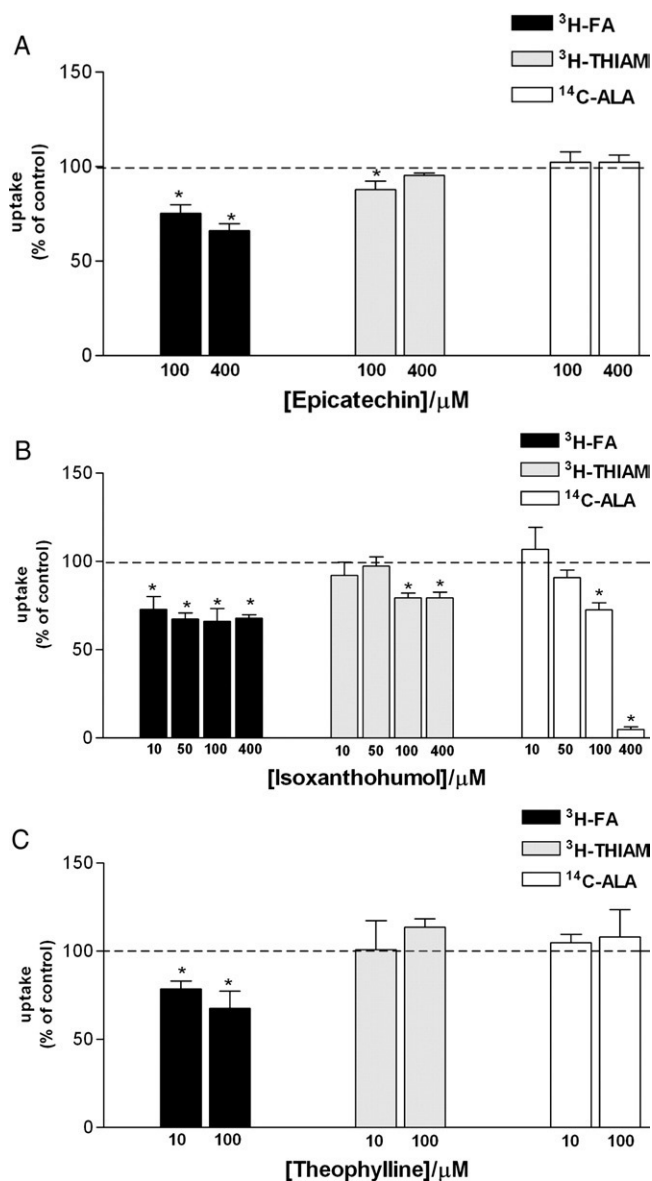 A
³H-FA
³H-THIAMI
¹⁴C-ALA
150
100
50
0
uptake
(% of control)
* * *
100 400 100 400 100 400
[Epicatechin]/μM
B
³H-FA
³H-THIAMI
¹⁴C-ALA
150
100
50
0
uptake
(% of control)
* * * * * * * *
10 50 100 400 10 50 100 400 10 50 100 400
[Isoxanthohumol]/μM
C
³H-FA
³H-THIAMI
¹⁴C-ALA
150
100
50
0
uptake
(% of control)
* *
10 100 10 100 10 100
[Theophylline]/μM